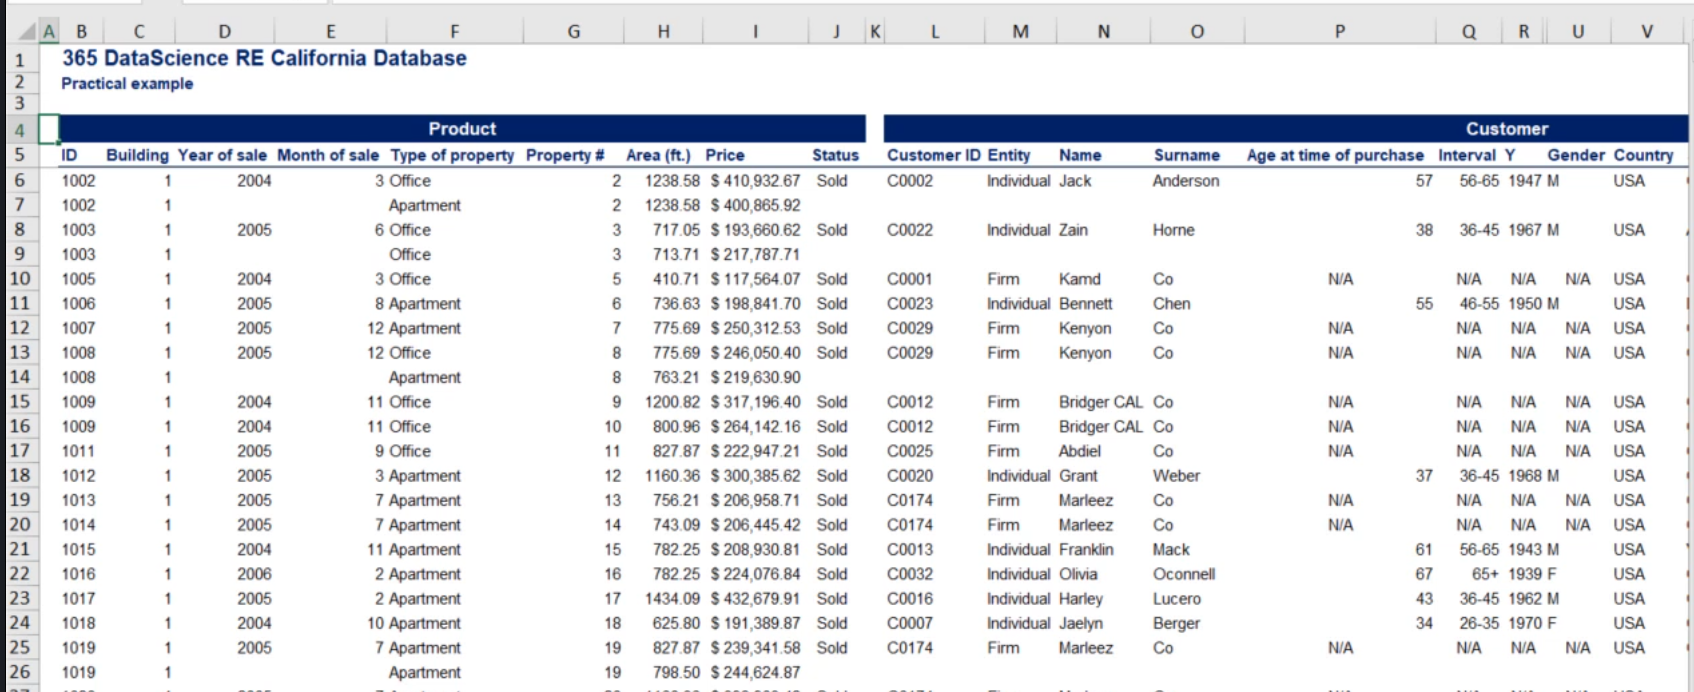 A B C D E F G H I J K L M N O P Q R U V
1 365 DataScience RE California Database
2 Practical example
3
4 Product Customer
5 ID Building Year of sale Month of sale Type of property Property # Area (ft.) Price Status Customer ID Entity Name Surname Age at time of purchase Interval Y Gender Country
6 1002 1 2004 3 Office 2 1238.58 $ 410,932.67 Sold C0002 Individual Jack Anderson 57 56-65 1947 M USA
7 1002 1 Apartment 2 1238.58 $ 400,865.92
8 1003 1 2005 6 Office 3 717.05 $ 193,660.62 Sold C0022 Individual Zain Horne 38 36-45 1967 M USA
9 1003 1 Office 3 713.71 $ 217,787.71
10 1005 1 2004 3 Office 5 410.71 $ 117,564.07 Sold C0001 Firm Kamd Co N/A N/A N/A N/A USA
11 1006 1 2005 8 Apartment 6 736.63 $ 198,841.70 Sold C0023 Individual Bennett Chen 55 46-55 1950 M USA
12 1007 1 2005 12 Apartment 7 775.69 $ 250,312.53 Sold C0029 Firm Kenyon Co N/A N/A N/A N/A USA
13 1008 1 2005 12 Office 8 775.69 $ 246,050.40 Sold C0029 Firm Kenyon Co N/A N/A N/A N/A USA
14 1008 1 Apartment 8 763.21 $ 219,630.90
15 1009 1 2004 11 Office 9 1200.82 $ 317,196.40 Sold C0012 Firm Bridger CAL Co N/A N/A N/A N/A USA
16 1009 1 2004 11 Office 10 800.96 $ 264,142.16 Sold C0012 Firm Bridger CAL Co N/A N/A N/A N/A USA
17 1011 1 2005 9 Office 11 827.87 $ 222,947.21 Sold C0025 Firm Abdiel Co N/A N/A N/A N/A USA
18 1012 1 2005 3 Apartment 12 1160.36 $ 300,385.62 Sold C0020 Individual Grant Weber 37 36-45 1968 M USA
19 1013 1 2005 7 Apartment 13 756.21 $ 206,958.71 Sold C0174 Firm Marleez Co N/A N/A N/A N/A USA
20 1014 1 2005 7 Apartment 14 743.09 $ 206,445.42 Sold C0174 Firm Marleez Co N/A N/A N/A N/A USA
21 1015 1 2004 11 Apartment 15 782.25 $ 208,930.81 Sold C0013 Individual Franklin Mack 61 56-65 1943 M USA
22 1016 1 2006 2 Apartment 16 782.25 $ 224,076.84 Sold C0032 Individual Olivia Oconnell 67 65+ 1939 F USA
23 1017 1 2005 2 Apartment 17 1434.09 $ 432,679.91 Sold C0016 Individual Harley Lucero 43 36-45 1962 M USA
24 1018 1 2004 10 Apartment 18 625.80 $ 191,389.87 Sold C0007 Individual Jaelyn Berger 34 26-35 1970 F USA
25 1019 1 2005 7 Apartment 19 827.87 $ 239,341.58 Sold C0174 Firm Marleez Co N/A N/A N/A N/A USA
26 1019 1 Apartment 19 798.50 $ 244,624.87